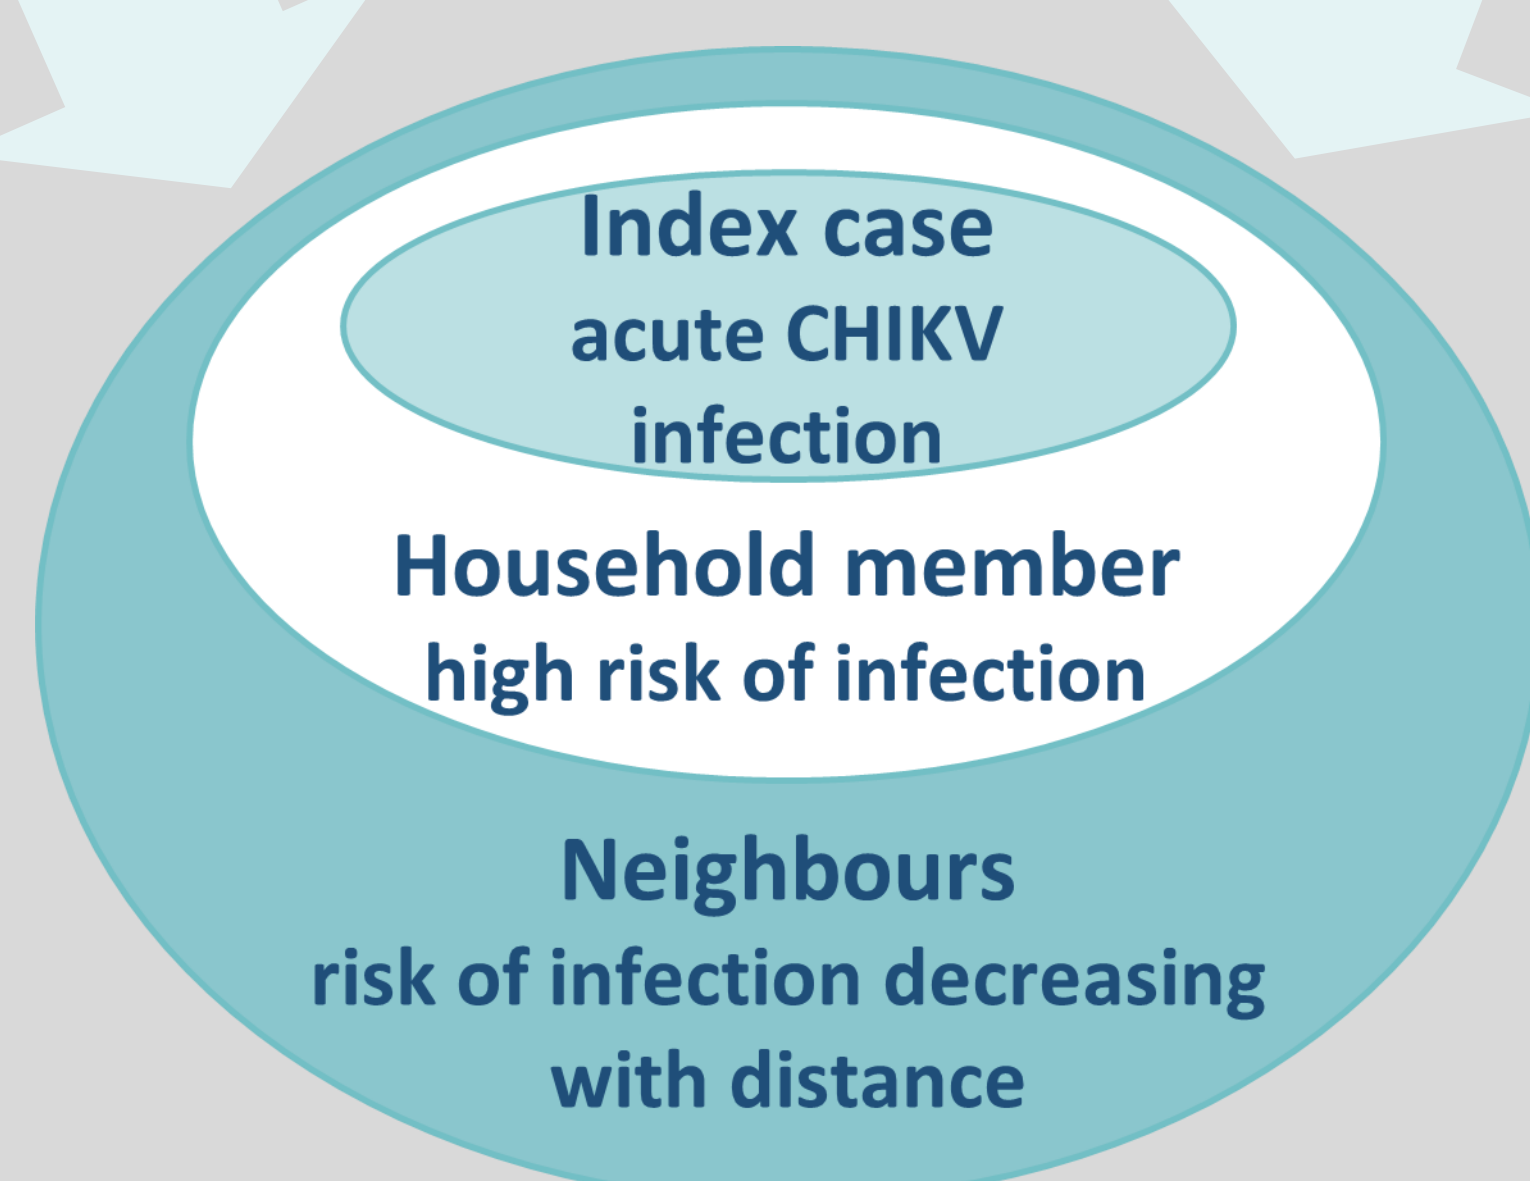 Index case
acute CHIKV
infection
Household member
high risk of infection
Neighbours
risk of infection decreasing
with distance